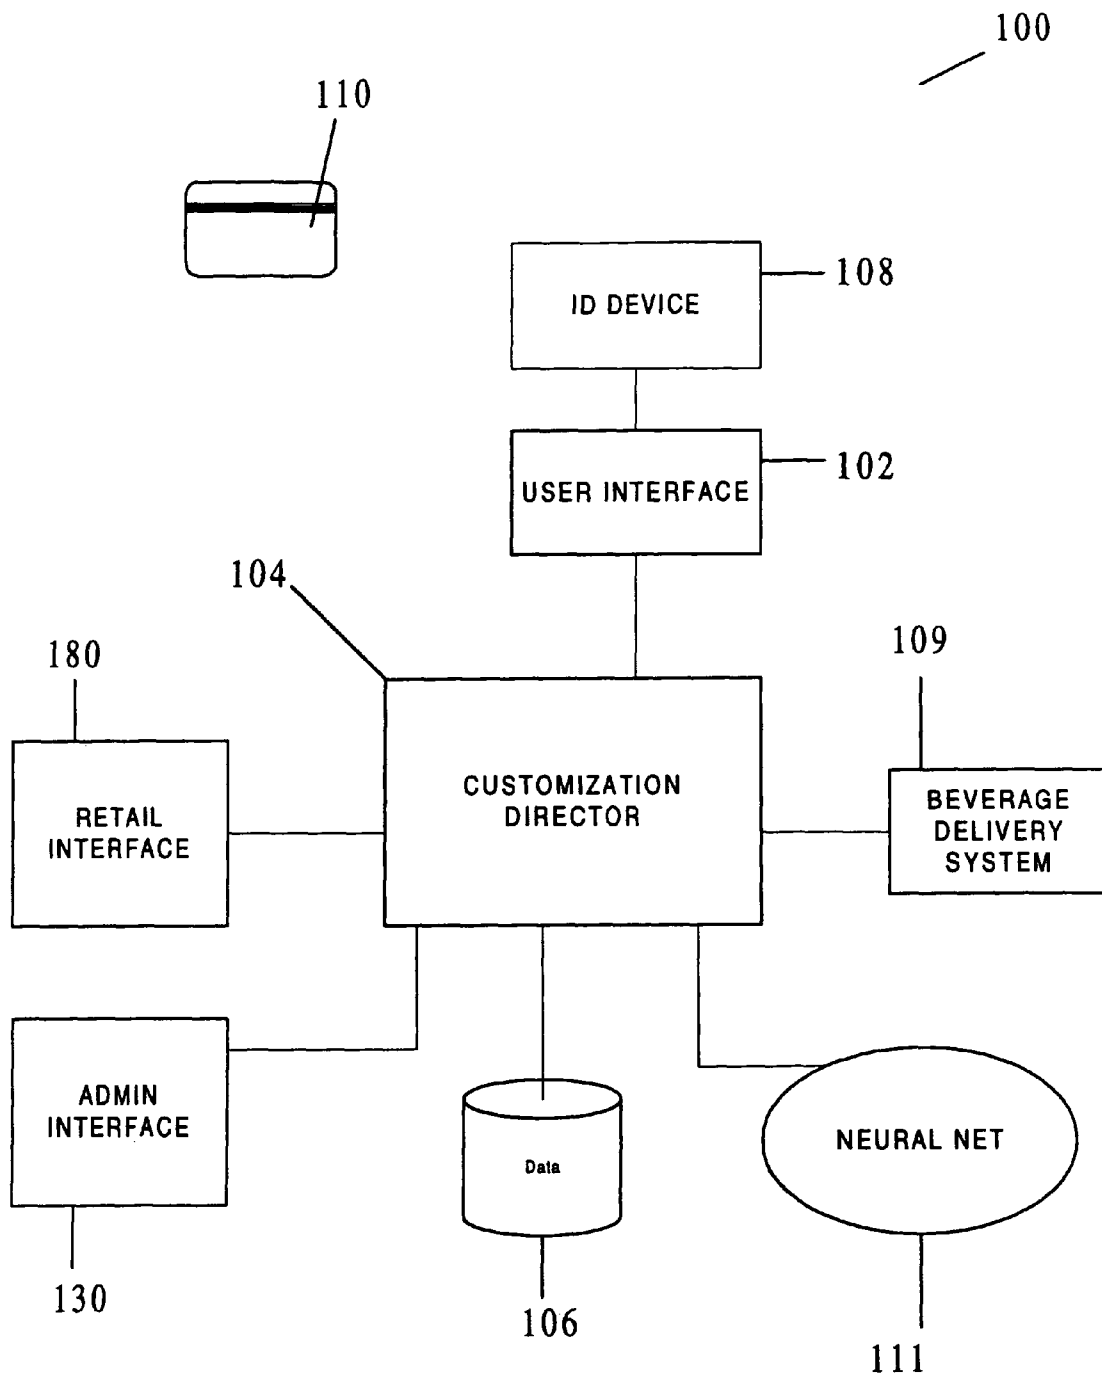 100
110
ID DEVICE
108
USER INTERFACE
102
104
180
109
RETAIL
INTERFACE
CUSTOMIZATION
DIRECTOR
BEVERAGE
DELIVERY
SYSTEM
ADMIN
INTERFACE
Data
NEURAL NET
130
106
111